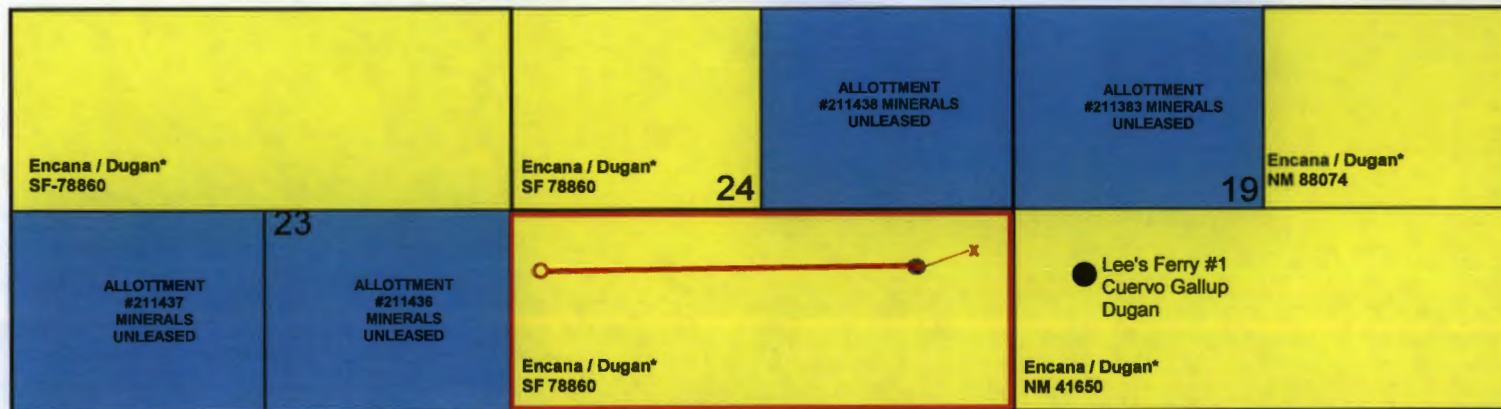 Encana / Dugan*
SF-78860
Encana / Dugan*
SF 78860
24
ALLOTTMENT
#211438 MINERALS
UNLEASED
ALLOTTMENT
#211383 MINERALS
UNLEASED
19
Encana / Dugan*
NM 88074
23
ALLOTTMENT
#211437
MINERALS
UNLEASED
ALLOTTMENT
#211436
MINERALS
UNLEASED
x
Encana / Dugan*
SF 78860
Lee's Ferry #1
Cuervo Gallup
Dugan
Encana / Dugan*
NM 41650